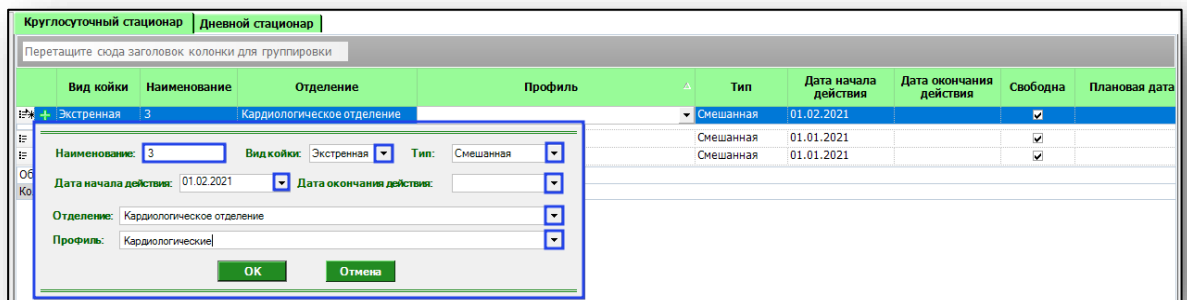 Круглосуточный стационар Дневной стационар
Перетащите сюда заголовок колонки для группировки
Вид койки Наименование Отделение Профиль Тип Дата начала действия Дата окончания действия Свободна Плановая дата
Экстренная 3 Кардиологическое отделение Смешанная 01.02.2021
Смешанная 01.01.2021
Смешанная 01.01.2021
Об
Ко
Наименование: 3 Вид койки: Экстренная Тип: Смешанная
Дата начала действия: 01.02.2021 Дата окончания действия:
Отделение: Кардиологическое отделение
Профиль: Кардиологические
ОК Отмена